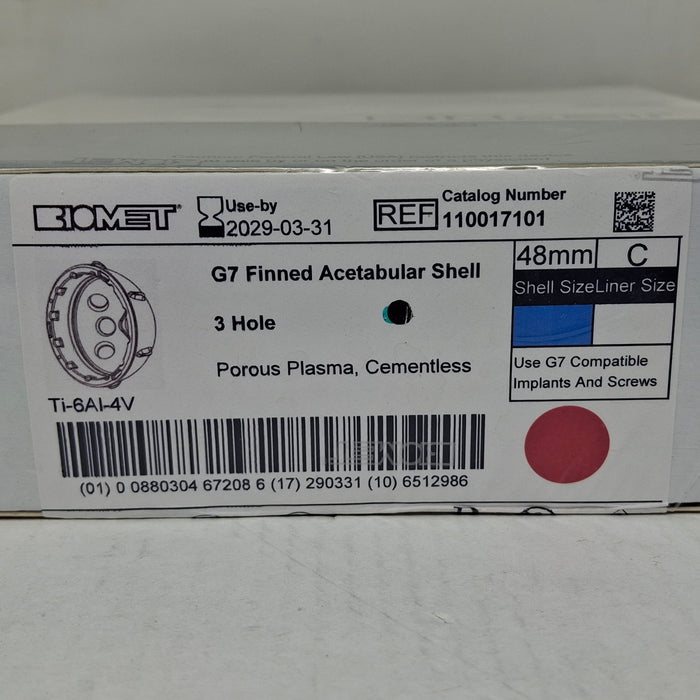 BIOMET
Use-by
2029-03-31
REF
Catalog Number
110017101
G7 Finned Acetabular Shell
3 Hole
Porous Plasma, Cementless
48mm
C
Shell Size
Liner Size
Use G7 Compatible
Implants And Screws
Ti-6Al-4V
(01) 0 0880304 67208 6 (17) 290331 (10) 6512986